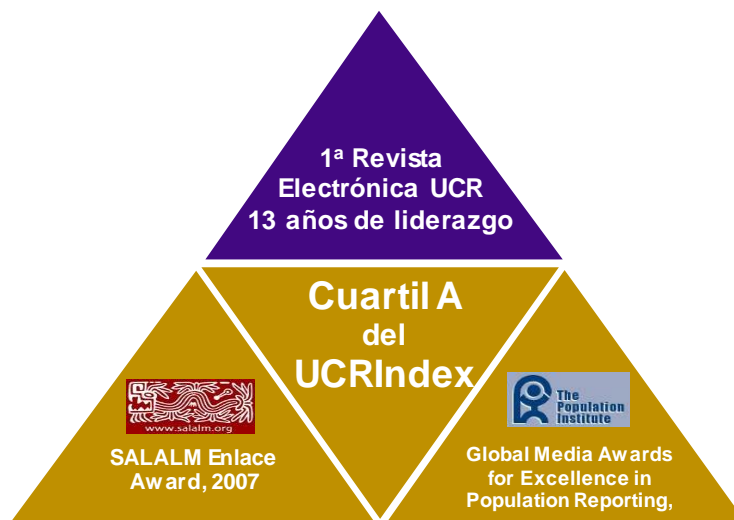 1ª Revista
Electrónica UCR
13 años de liderazgo
Cuartil A
del
UCRIndex
www.salalm.org
SALALM Enlace
Award, 2007
The
Population
Institute
Global Media Awards
for Excellence in
Population Reporting,